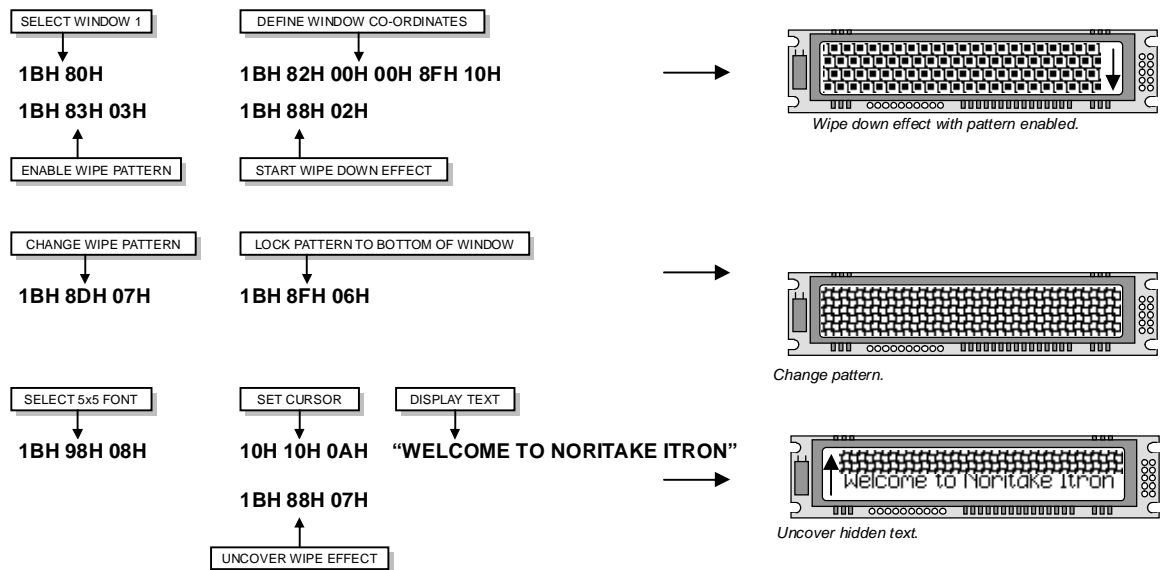 SELECT WINDOW 1
DEFINE WINDOW CO-ORDINATES
1BH 80H
1BH 82H 00H 00H 8FH 10H
1BH 83H 03H
1BH 88H 02H
Wipe down effect with pattern enabled.
ENABLE WIPE PATTERN
START WIPE DOWN EFFECT
CHANGE WIPE PATTERN
LOCK PATTERN TO BOTTOM OF WINDOW
1BH 8DH 07H
1BH 8FH 06H
Change pattern.
SELECT 5x5 FONT
SET CURSOR
DISPLAY TEXT
1BH 98H 08H
10H 10H 0AH
“WELCOME TO NORITAKE ITRON”
Welcome to Noritake Itron
1BH 88H 07H
Uncover hidden text.
UNCOVER WIPE EFFECT